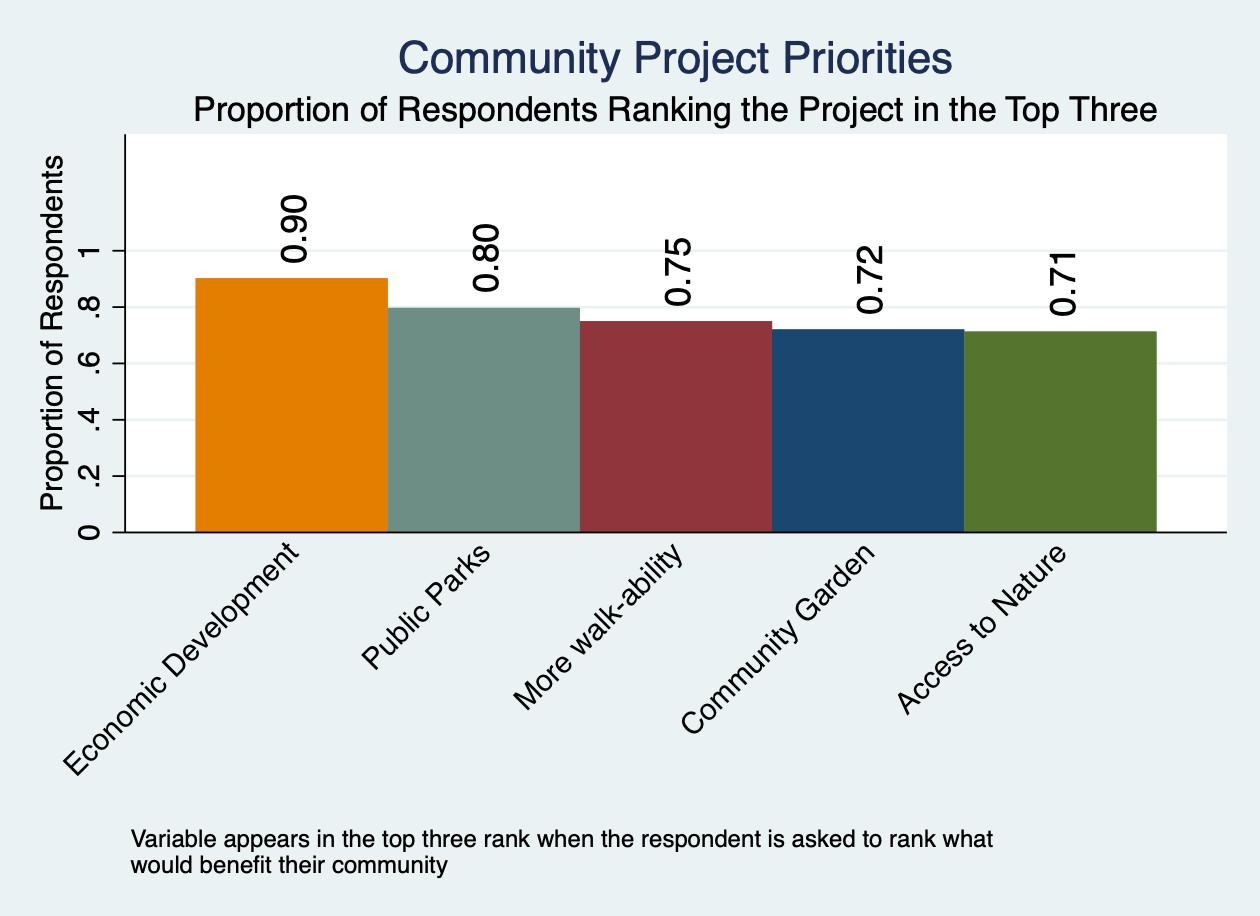 Community Project Priorities
Proportion of Respondents Ranking the Project in the Top Three
Proportion of Respondents
1
.8
.6
.4
.2
0
0.90
0.80
0.75
0.72
0.71
Economic Development
Public Parks
More walk-ability
Community Garden
Access to Nature
Variable appears in the top three rank when the respondent is asked to rank what
would benefit their community